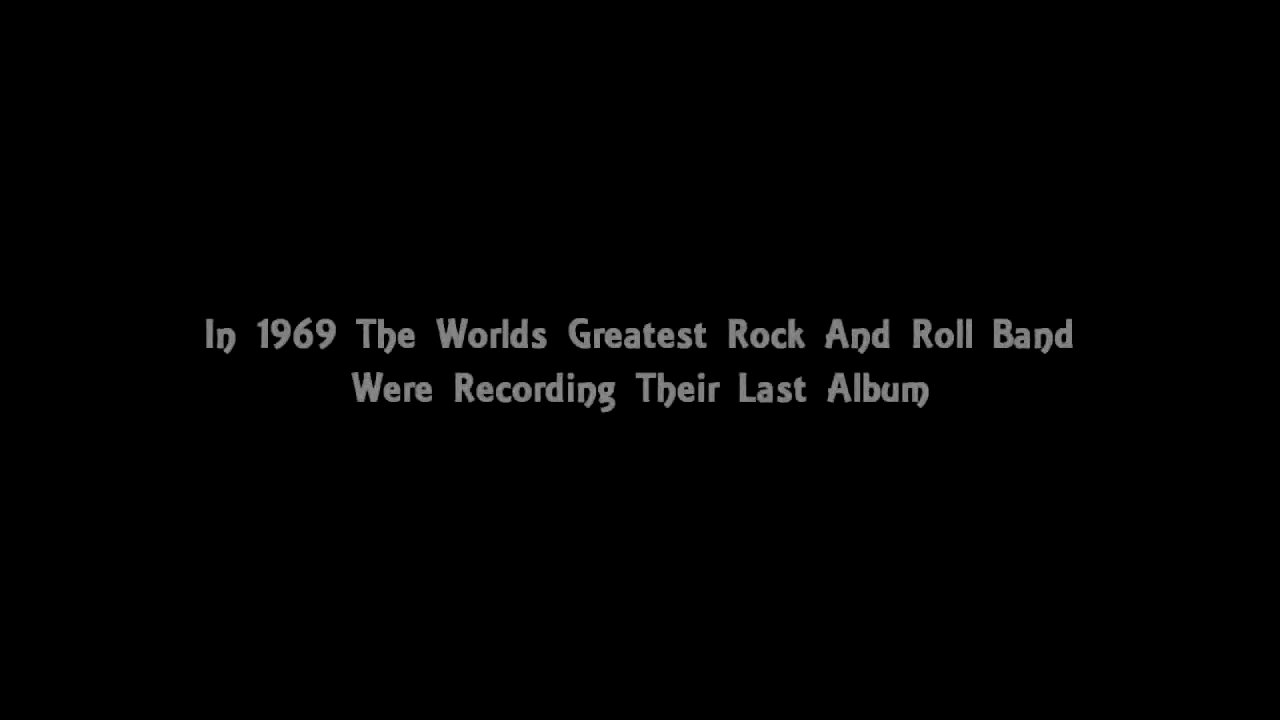 In 1969 The Worlds Greatest Rock And Roll Band
Were Recording Their Last Album